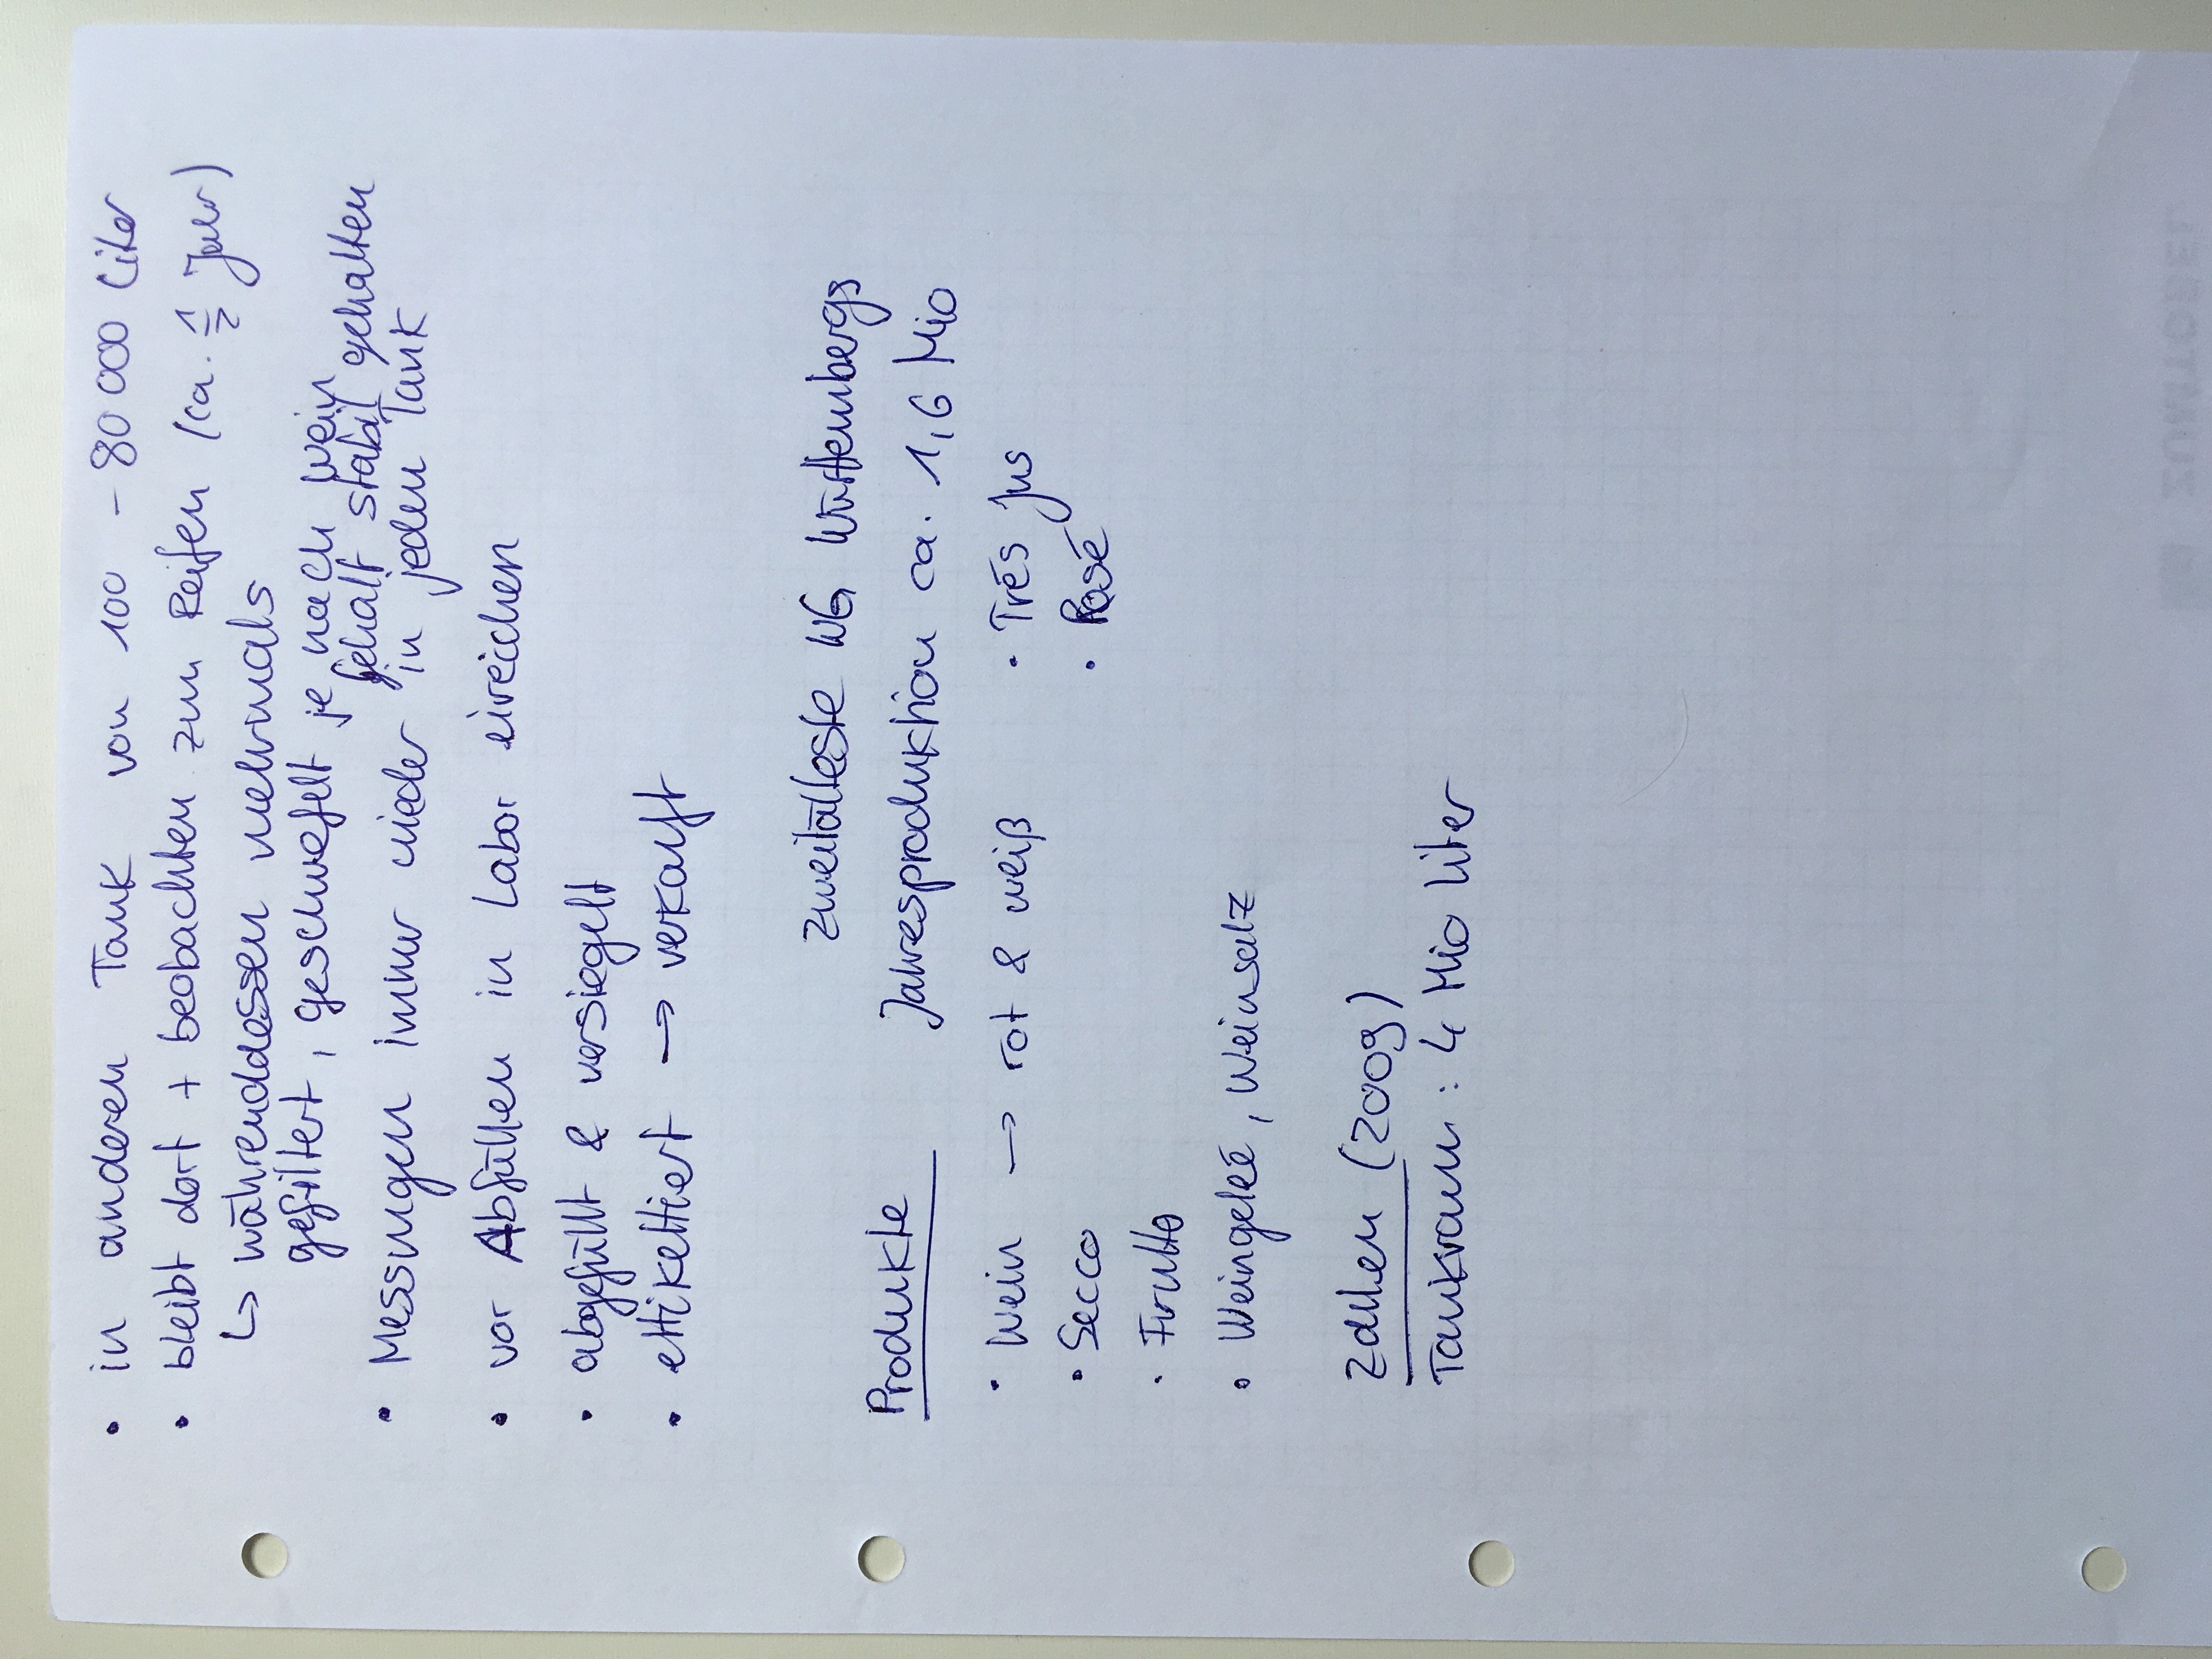 • in anderen Tank von 100 - 80 000 Liter
• bleibt dort + beobachten zum Reifen (ca. 1/2 Jahr)
↳ währenddessen mehrmals
gefiltert, geschwefelt je nach Wein
Gehalt stabil gehalten
• Messungen immer wieder in jedem Tank
• vor Abfüllen in Labor eireichen
• abgefüllt & versiegelt
• ettikettiert → verkauft
zweitälteste WG Württembergs
Produkte
Jahresproduktion ca. 1,6 Mio
• Wein → rot & weiß
• Secco
• Frutto
• Weingeleé, Weinsalz
• Trés Jus
• Rosé
Zahlen (2009)
Tankraum: 4 Mio Liter
ZUMTOBEL